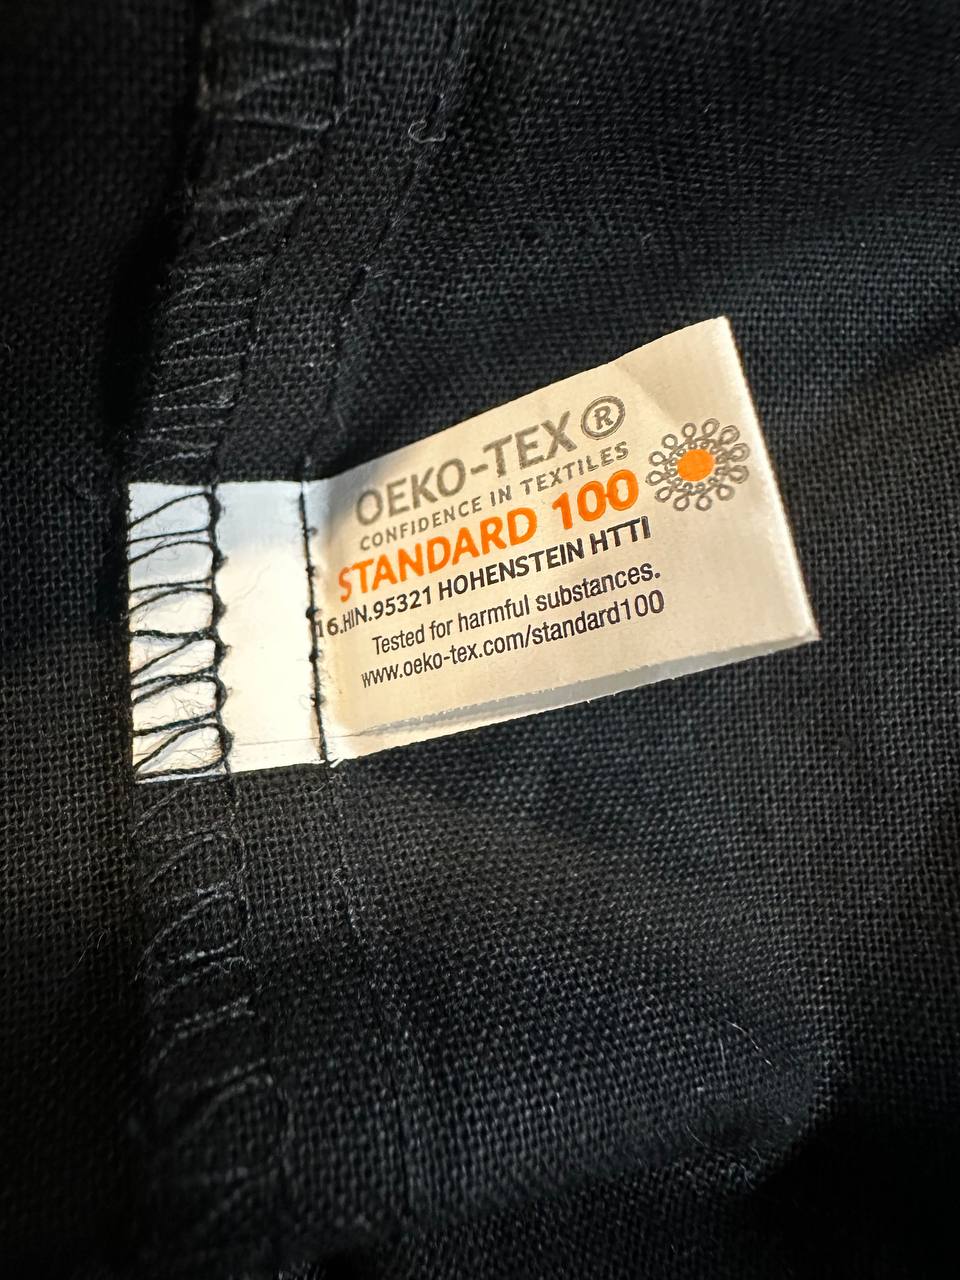 OEKO-TEX®
CONFIDENCE IN TEXTILES
STANDARD 100
16.HIN.95321 HOHENSTEIN HTTI
Tested for harmful substances.
www.oeko-tex.com/standard100